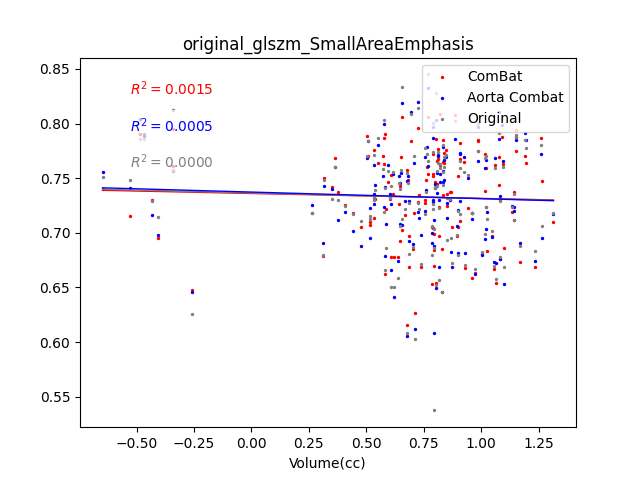 original_glszm_SmallAreaEmphasis
0.85
0.80
0.75
0.70
0.65
0.60
0.55
R² = 0.0015
R² = 0.0005
R² = 0.0000
ComBat
Aorta Combat
Original
−0.50 −0.25 0.00 0.25 0.50 0.75 1.00 1.25
Volume(cc)